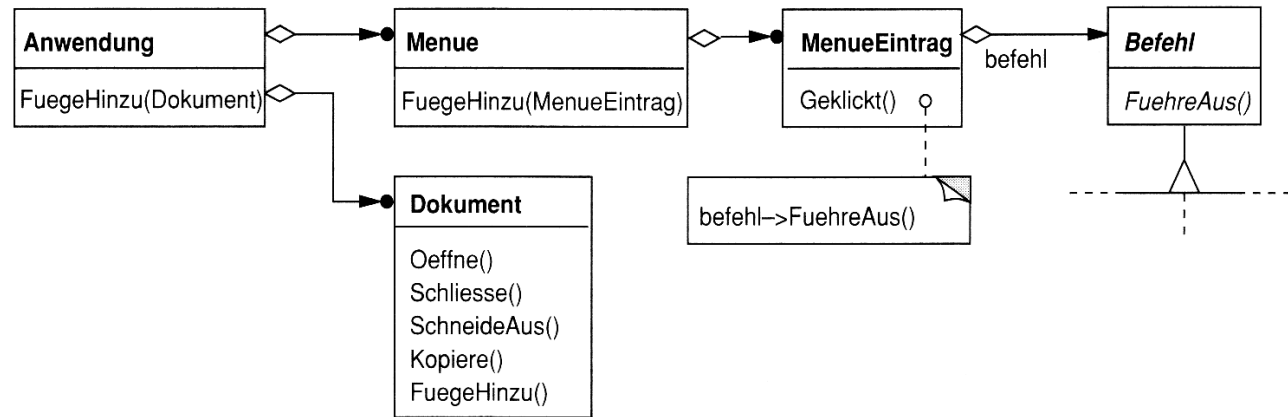 Anwendung
FuegeHinzu(Dokument)
Menue
FuegeHinzu(MenueEintrag)
MenueEintrag
Geklickt()
befehl
Befehl
FuehreAus()
befehl–>FuehreAus()
Dokument
Oeffne()
Schliesse()
SchneideAus()
Kopiere()
FuegeHinzu()